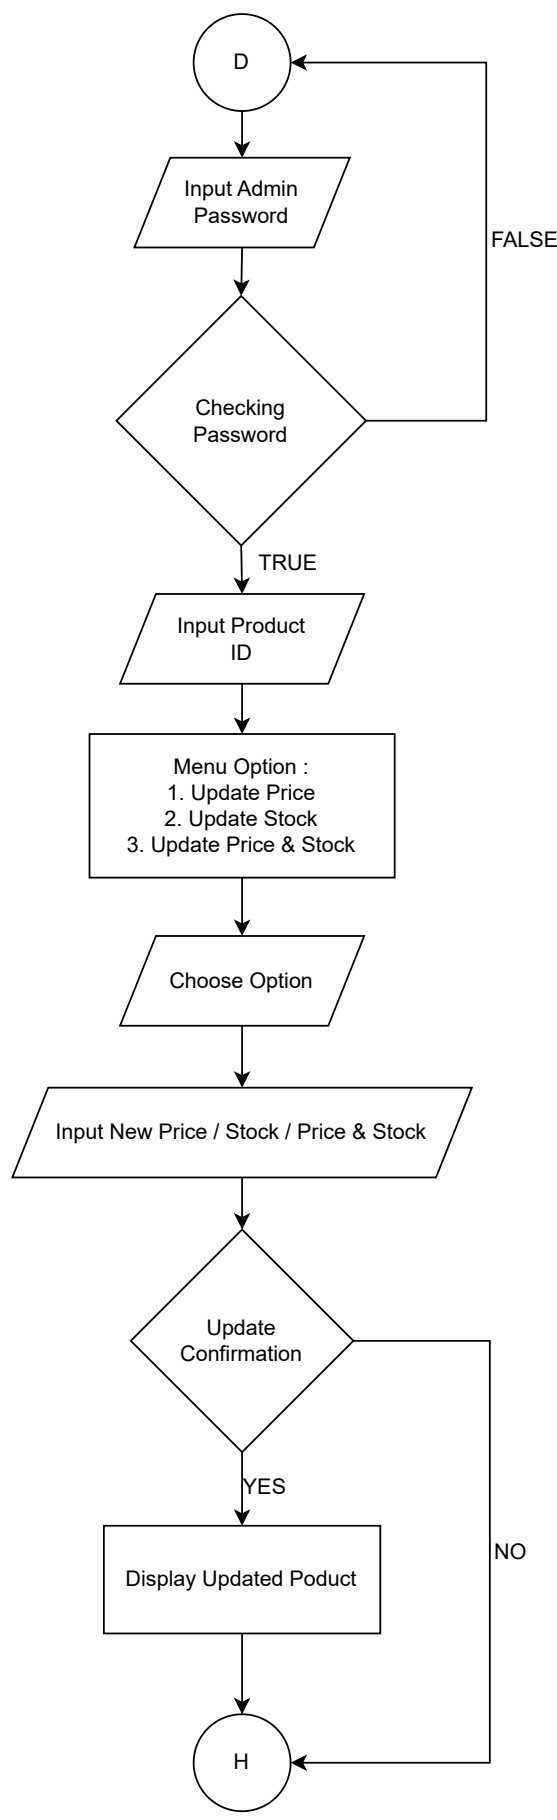 D
Input Admin
Password
FALSE
Checking
Password
TRUE
Input Product
ID
Menu Option :
1. Update Price
2. Update Stock
3. Update Price & Stock
Choose Option
Input New Price / Stock / Price & Stock
Update
Confirmation
YES
NO
Display Updated Poduct
H